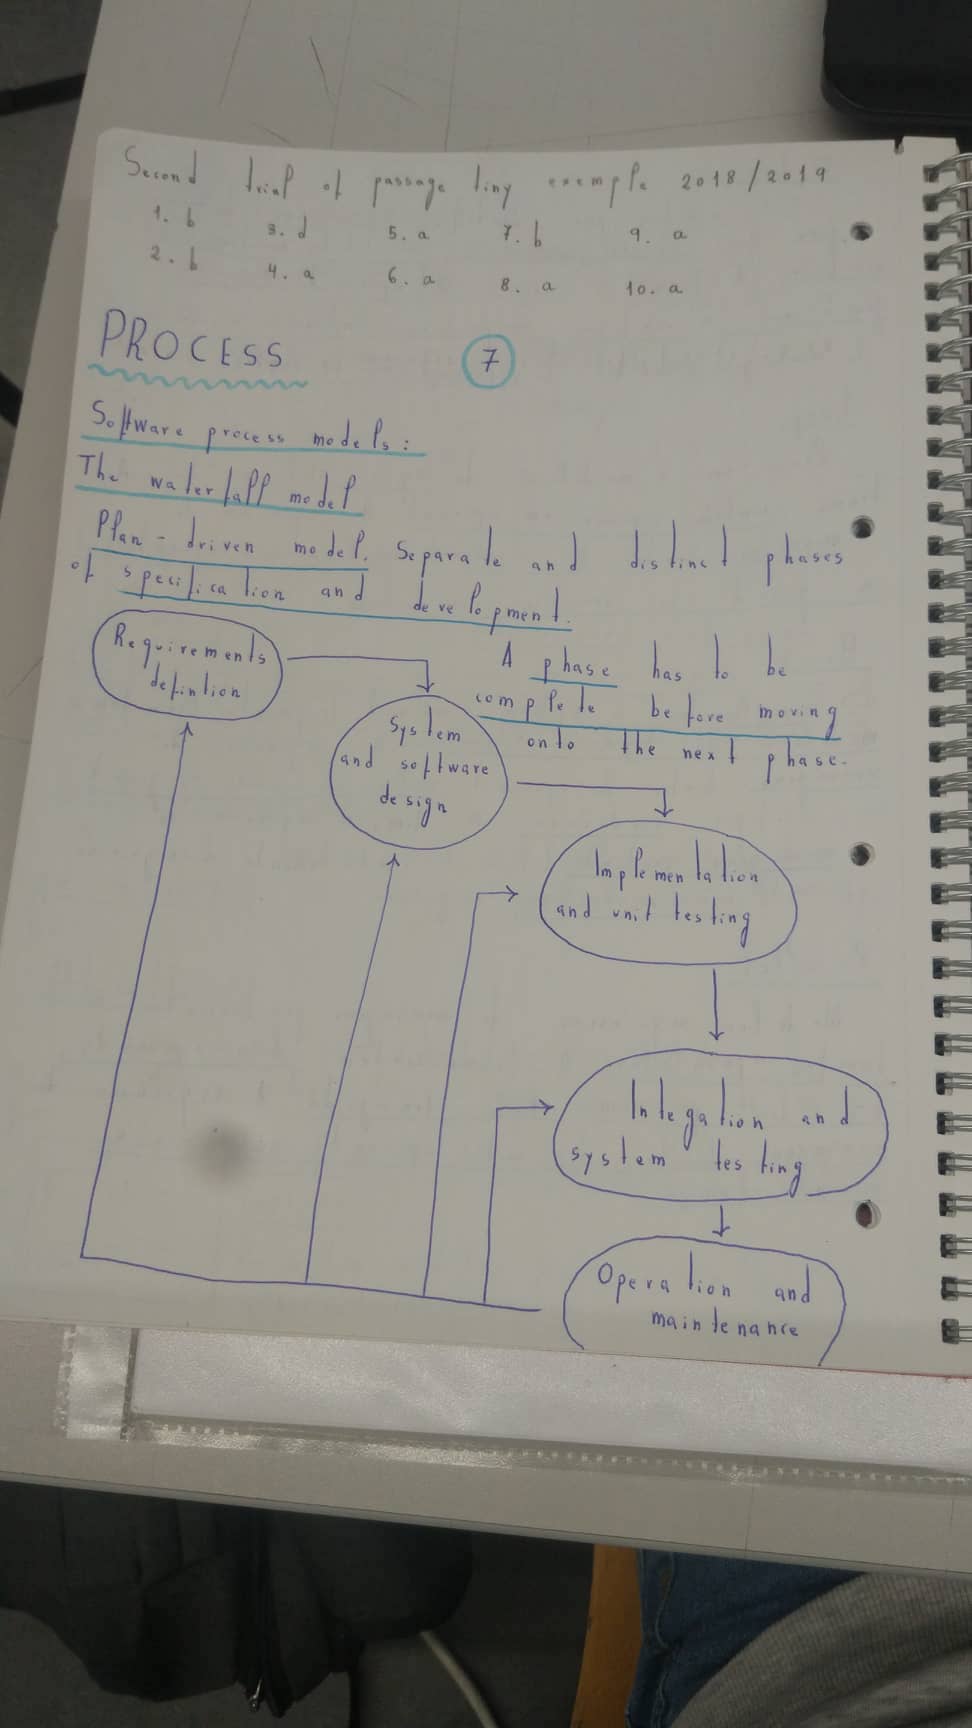 Second trial of passage tiny exemple 2018/2019
1. b 3. d 5. a 7. b 9. a
2. b 4. a 6. a 8. a 10. a
PROCESS 7
Software process models:
The waterfall model
Plan-driven model. Separate and distinct phases
of specification and development.
Requirements
defintion
A phase has to be
complete before moving
onto the next phase.
System
and software
design
Implementation
and unit testing
Integation and
system testing
Operation and
maintenance